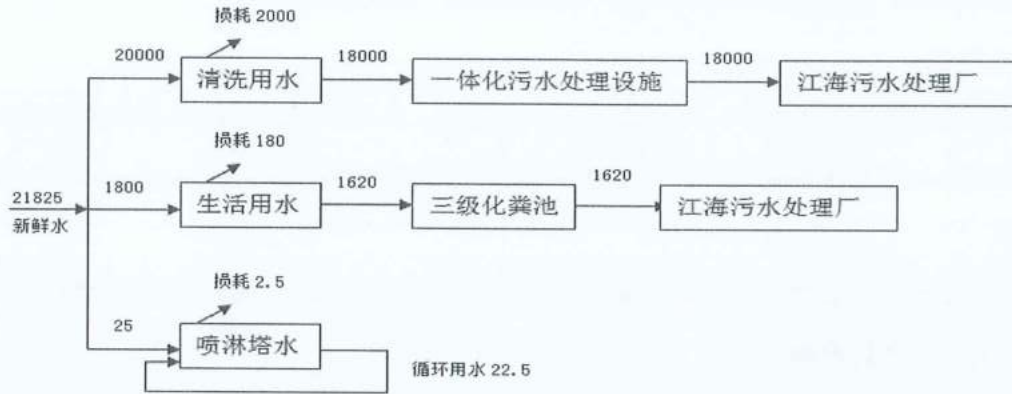 损耗 2000
20000
清洗用水
18000
一体化污水处理设施
18000
江海污水处理厂
损耗 180
21825
新鲜水
1800
生活用水
1620
三级化粪池
1620
江海污水处理厂
损耗 2.5
25
喷淋塔水
循环用水 22.5